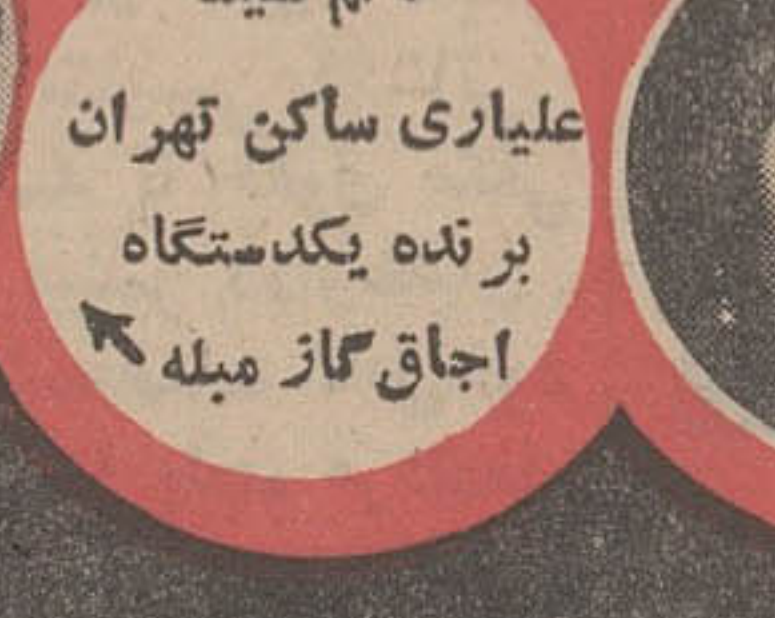 علیاری ساکن تهران
برنده یکدستگاه
اجاق گاز مبله